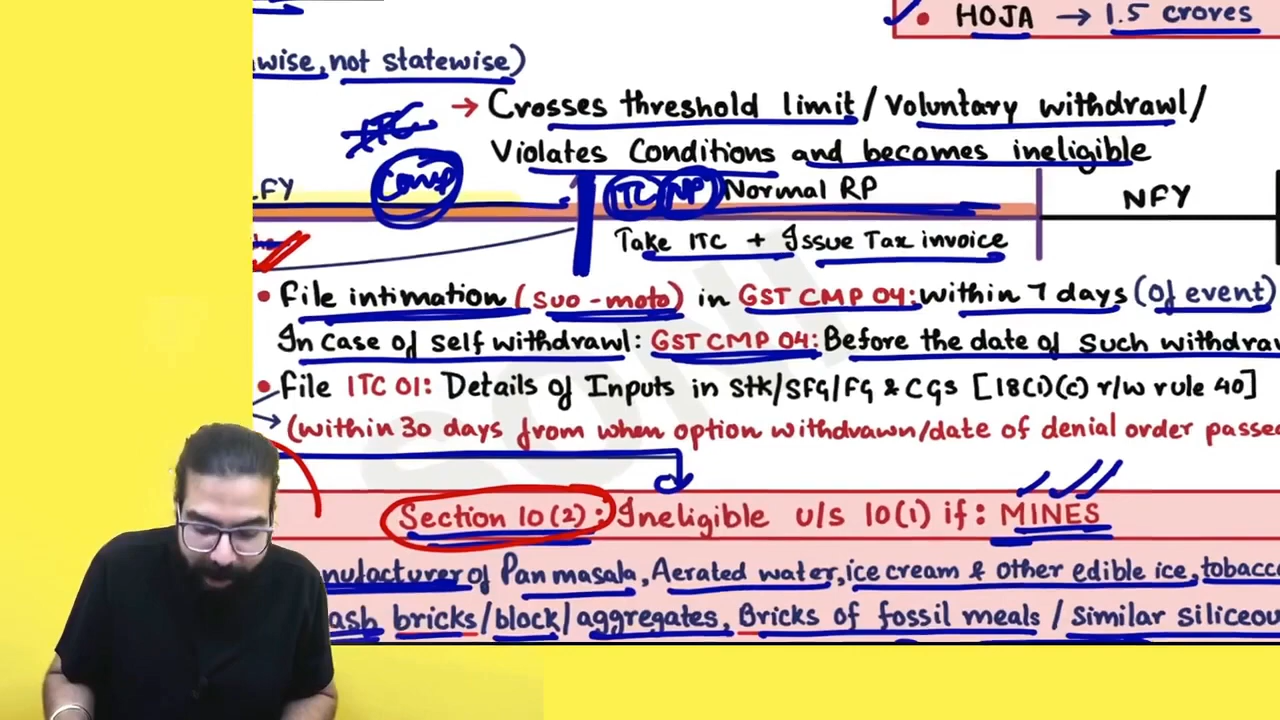 • HOJA → 1.5 crores
wise, not statewise)
ITC → Crosses threshold limit/voluntary withdrawl/
Violates Conditions and becomes ineligible
FY Comp ITC NP Normal RP NFY
Take ITC + Issue Tax invoice
• File intimation (suo-moto) in GST CMP 04: within 7 days (of event)
In case of self withdrawl: GST CMP 04: Before the date of such withdraw
• File ITC 01: Details of Inputs in stk/SFG/FG & CGS [18(1)(c) r/w rule 40]
→ (within 30 days from when option withdrawn/date of denial order passe
Section 10(2): Ineligible u/s 10(1) if: MINES
nufacturer of Pan masala, Aerated water, ice cream & other edible ice, tobacco
ash bricks/block/aggregates, Bricks of fossil meals / Similar siliceou
SONI